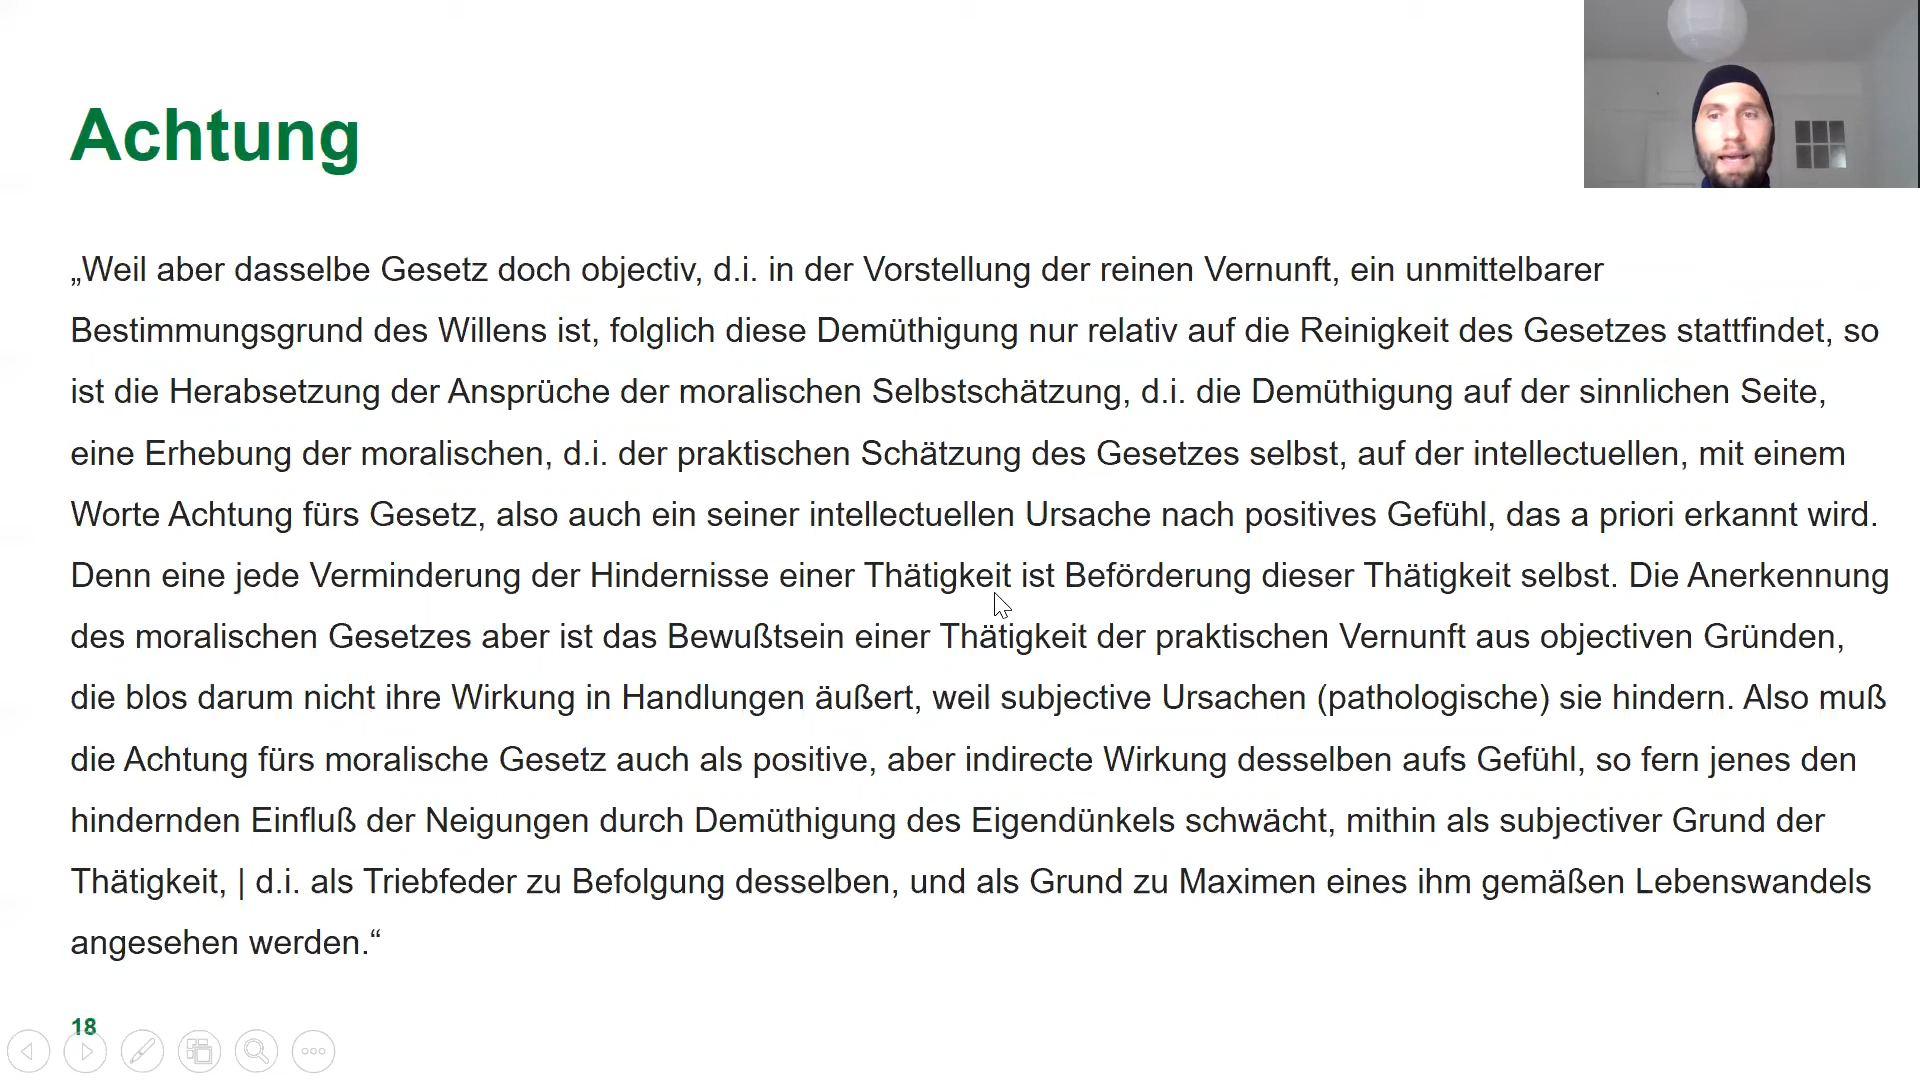 Achtung
„Weil aber dasselbe Gesetz doch objectiv, d.i. in der Vorstellung der reinen Vernunft, ein unmittelbarer
Bestimmungsgrund des Willens ist, folglich diese Demüthigung nur relativ auf die Reinigkeit des Gesetzes stattfindet, so
ist die Herabsetzung der Ansprüche der moralischen Selbstschätzung, d.i. die Demüthigung auf der sinnlichen Seite,
eine Erhebung der moralischen, d.i. der praktischen Schätzung des Gesetzes selbst, auf der intellectuellen, mit einem
Worte Achtung fürs Gesetz, also auch ein seiner intellectuellen Ursache nach positives Gefühl, das a priori erkannt wird.
Denn eine jede Verminderung der Hindernisse einer Thätigkeit ist Beförderung dieser Thätigkeit selbst. Die Anerkennung
des moralischen Gesetzes aber ist das Bewußtsein einer Thätigkeit der praktischen Vernunft aus objectiven Gründen,
die blos darum nicht ihre Wirkung in Handlungen äußert, weil subjective Ursachen (pathologische) sie hindern. Also muß
die Achtung fürs moralische Gesetz auch als positive, aber indirecte Wirkung desselben aufs Gefühl, so fern jenes den
hindernden Einfluß der Neigungen durch Demüthigung des Eigendünkels schwächt, mithin als subjectiver Grund der
Thätigkeit, | d.i. als Triebfeder zu Befolgung desselben, und als Grund zu Maximen eines ihm gemäßen Lebenswandels
angesehen werden.“
18